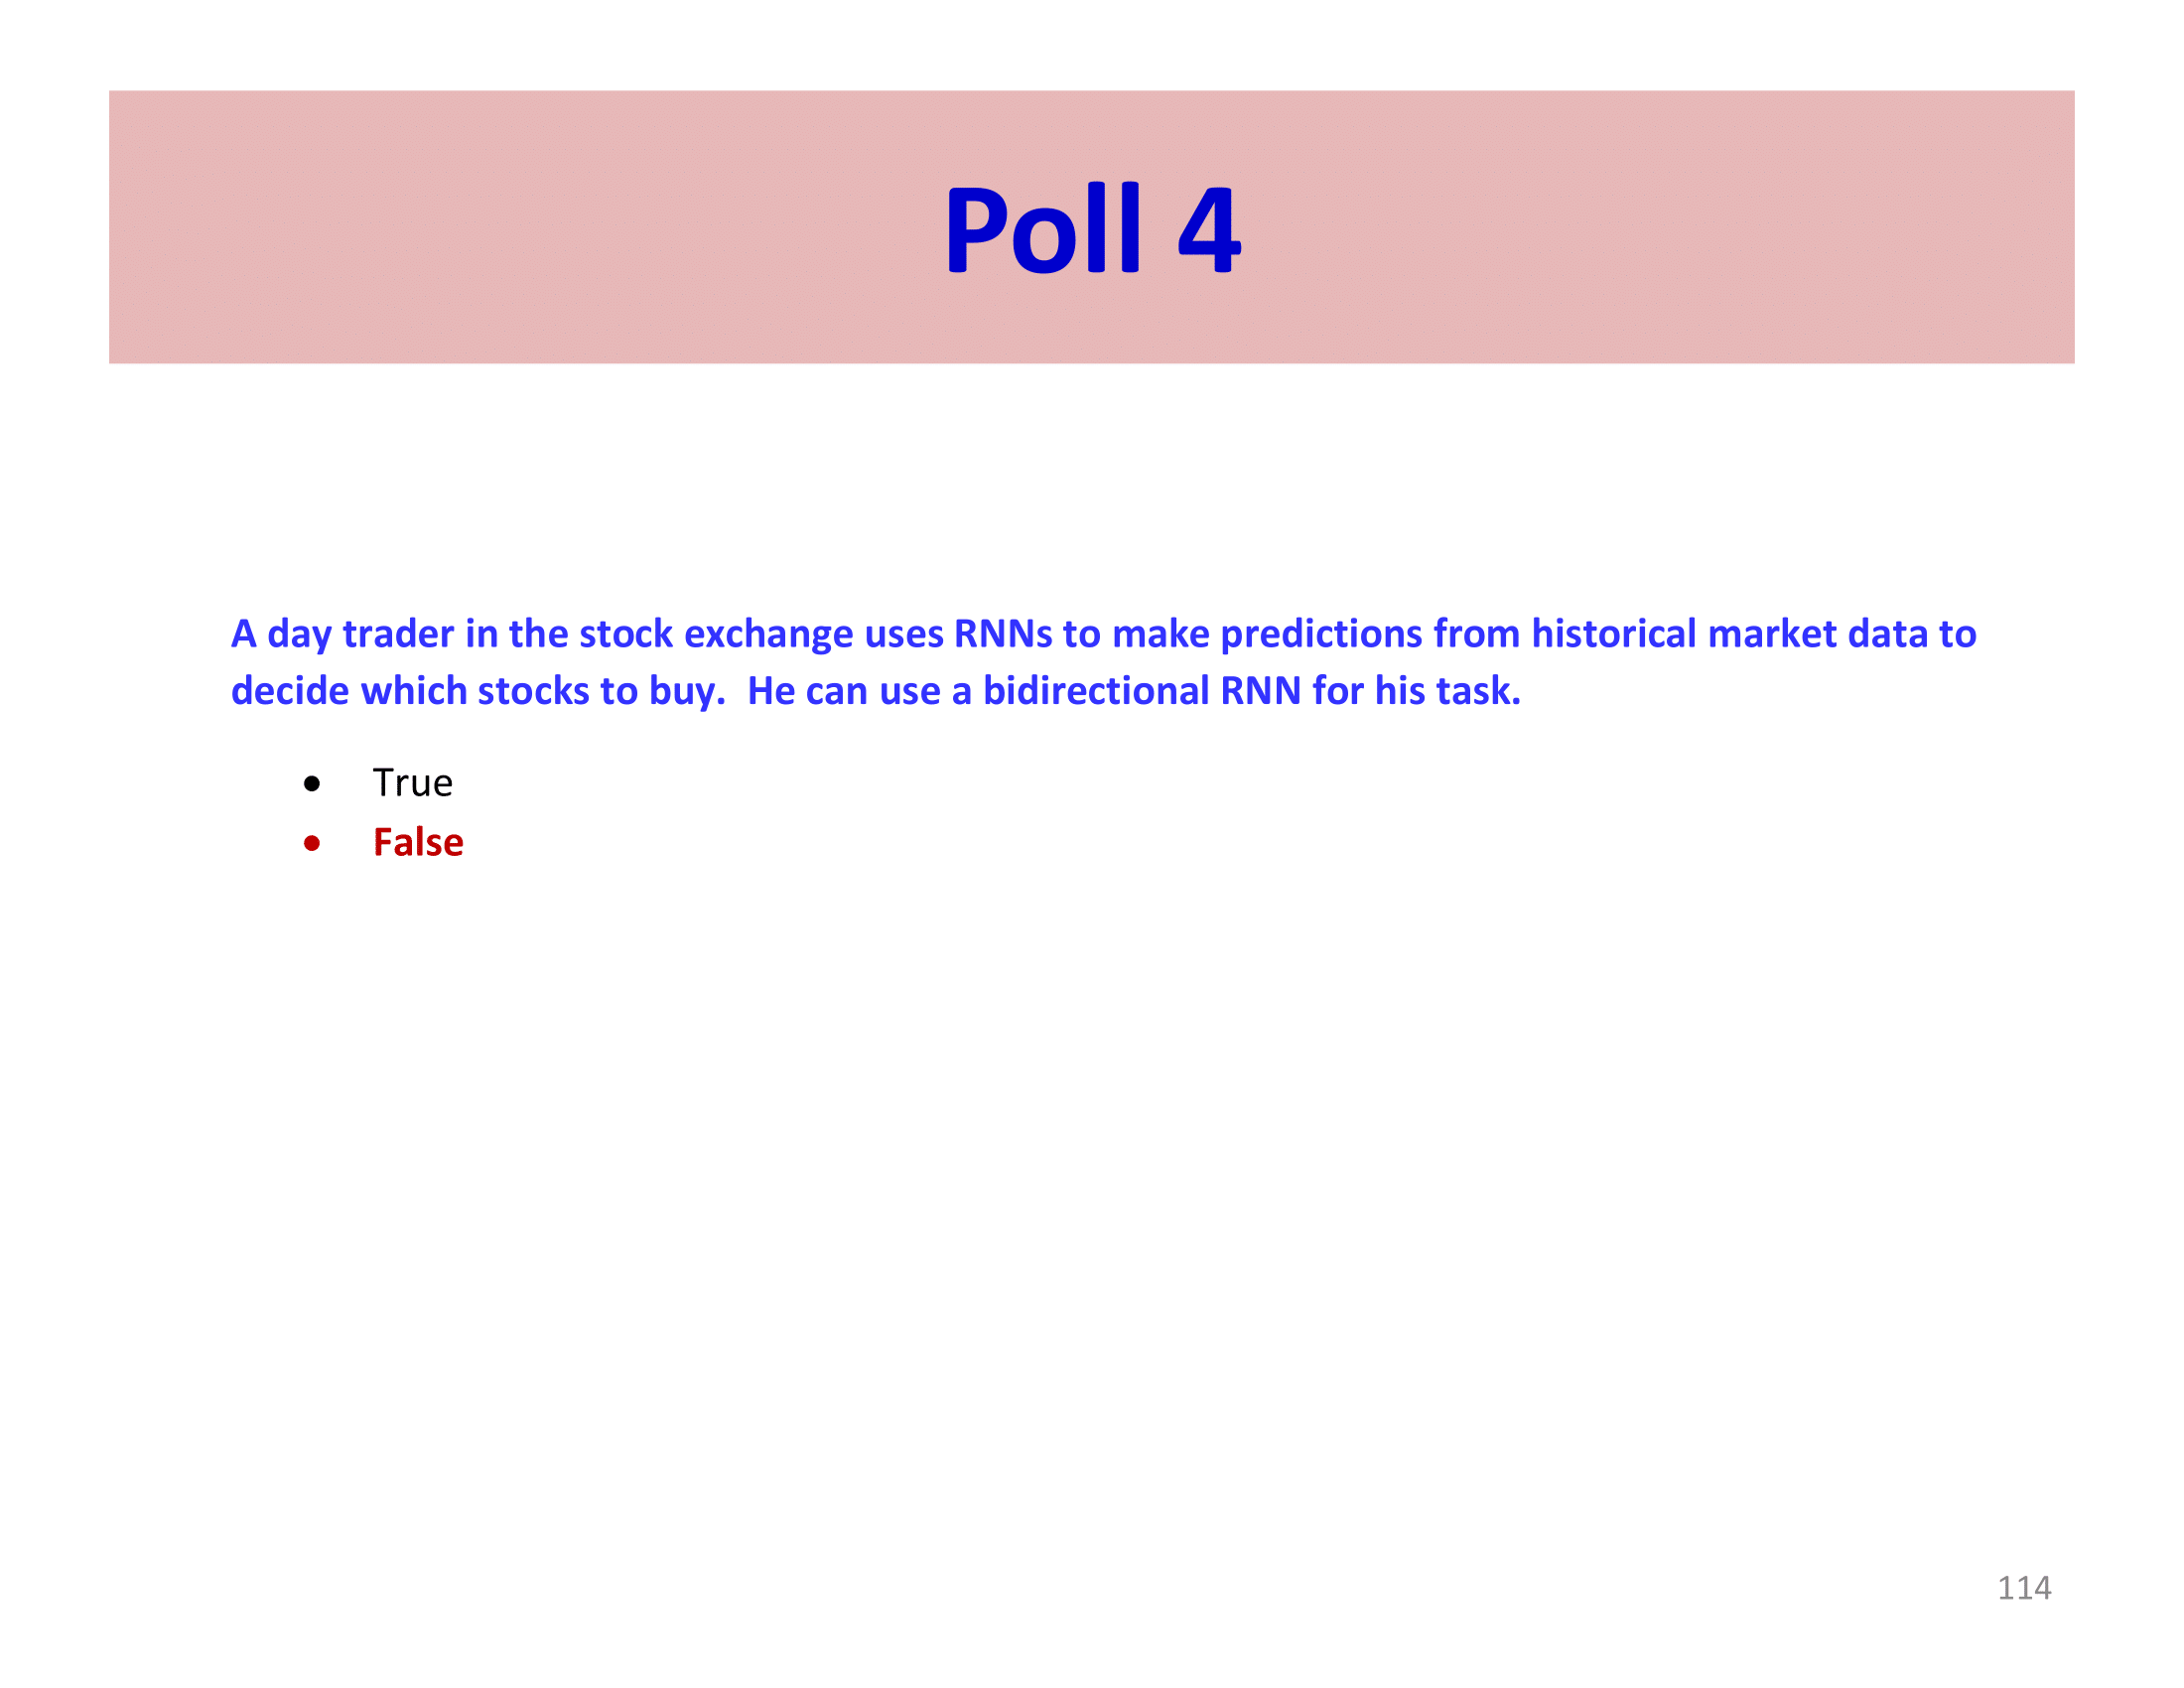 Poll 4
A day trader in the stock exchange uses RNNs to make predictions from historical market data to
decide which stocks to buy.  He can use a bidirectional RNN for his task.
• True
• False
114